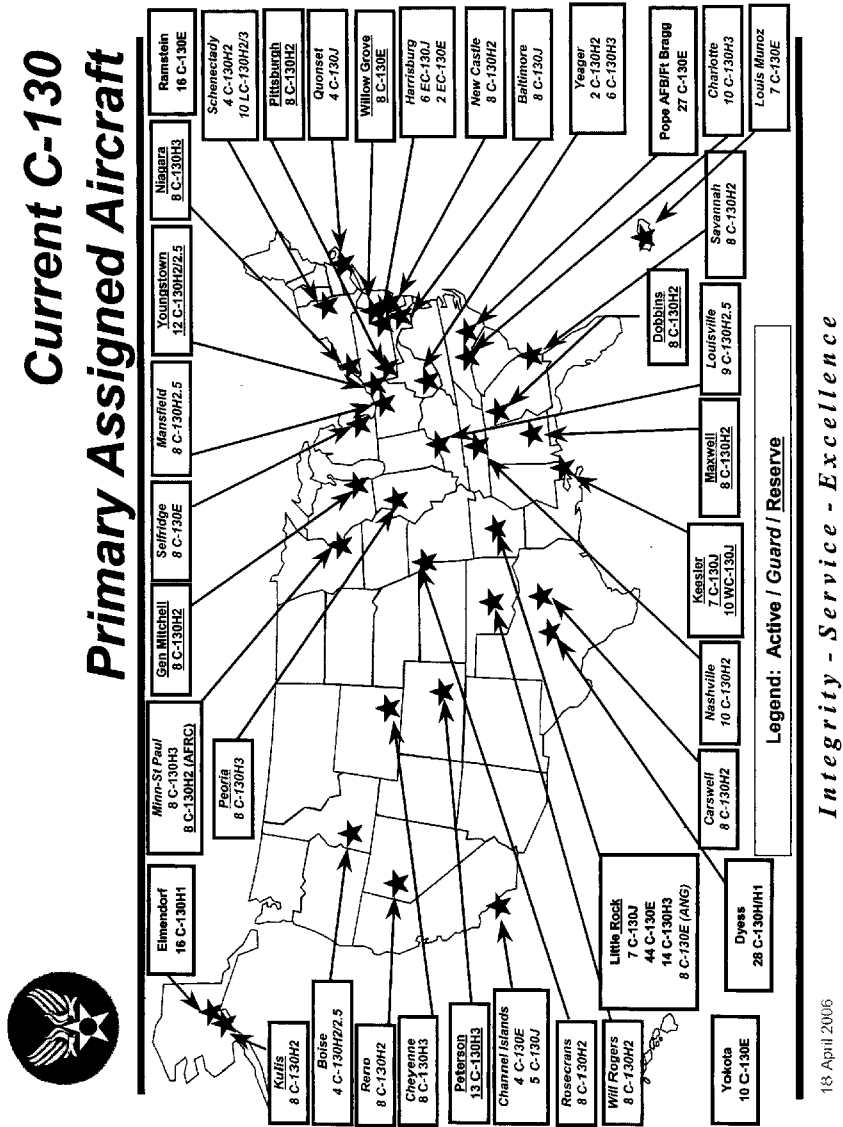 Current C-130
Primary Assigned Aircraft
Elmendorf
16 C-130H1
Minn-St Paul
8 C-130H3
8 C-130H2 (AFRC)
Gen Mitchell
8 C-130H2
Selfridge
8 C-130E
Mansfield
8 C-130H2.5
Youngstown
12 C-130H2/2.5
Niagara
8 C-130H3
Ramstein
16 C-130E
Peoria
8 C-130H3
Schenectady
4 C-130H2
10 LC-130H2/3
Pittsburgh
8 C-130H2
Quonset
4 C-130J
Willow Grove
8 C-130E
Harrisburg
6 EC-130J
2 EC-130E
New Castle
8 C-130H2
Baltimore
8 C-130J
Yeager
2 C-130H2
6 C-130H3
Pope AFB/Ft Bragg
27 C-130E
Charlotte
10 C-130H3
Louis Munoz
7 C-130E
Kulis
8 C-130H2
Boise
4 C-130H2/2.5
Reno
8 C-130H2
Cheyenne
8 C-130H3
Peterson
13 C-130H3
Channel Islands
4 C-130E
5 C-130J
Rosecrans
8 C-130H2
Will Rogers
8 C-130H2
Yokota
10 C-130E
Little Rock
7 C-130J
44 C-130E
14 C-130H3
8 C-130E (ANG)
Dyess
28 C-130H/H1
Carswell
8 C-130H2
Nashville
10 C-130H2
Keesler
7 C-130J
10 WC-130J
Maxwell
8 C-130H2
Louisville
9 C-130H2.5
Dobbins
8 C-130H2
Savannah
8 C-130H2
Legend: Active / Guard / Reserve
18 April 2006
Integrity - Service - Excellence